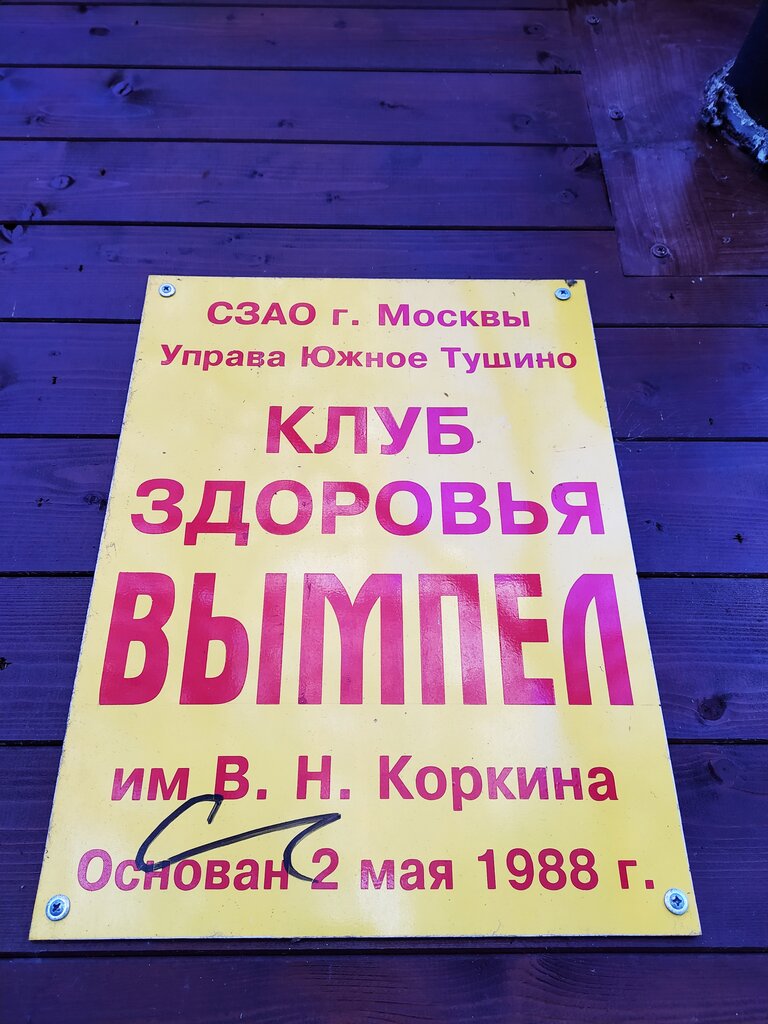 СЗАО г. Москвы
Управа Южное Тушино
КЛУБ
ЗДОРОВЬЯ
ВЫМПЕЛ
им В. Н. Коркина
Основан 2 мая 1988 г.